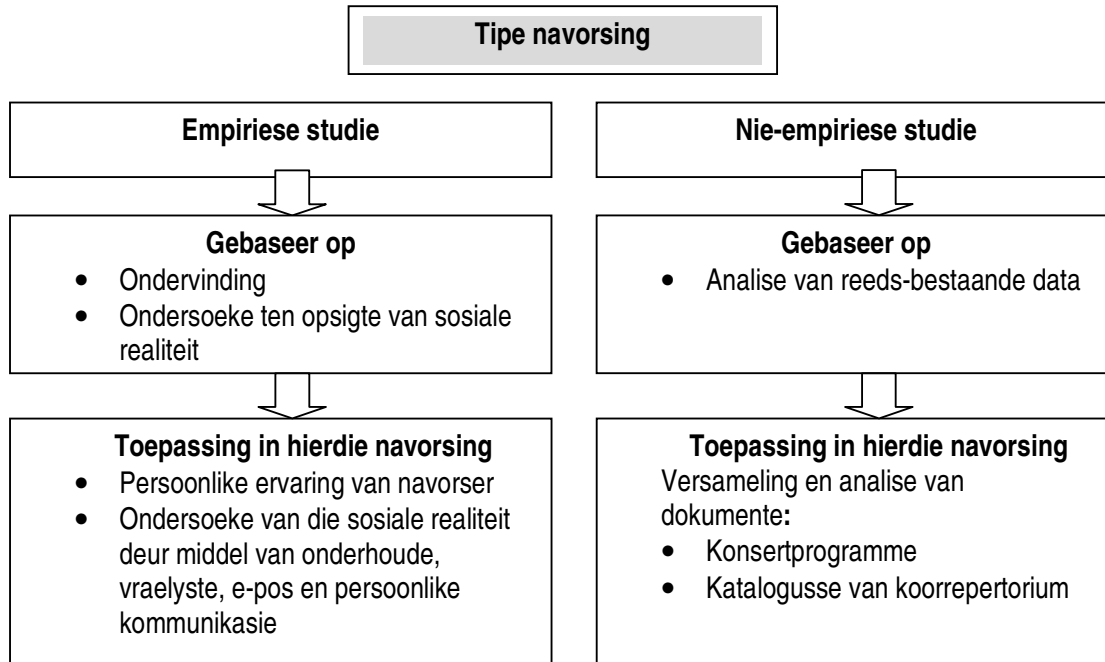 Tipe navorsing
Empiriese studie
Gebaseer op
• Ondervinding
• Ondersoeke ten opsigte van sosiale
realiteit
Toepassing in hierdie navorsing
• Persoonlike ervaring van navorser
• Ondersoeke van die sosiale realiteit
deur middel van onderhoude,
vraelyste, e-pos en persoonlike
kommunikasie
Nie-empiriese studie
Gebaseer op
• Analise van reeds-bestaande data
Toepassing in hierdie navorsing
Versameling en analise van
dokumente:
• Konsertprogramme
• Katalogusse van koorrepertorium